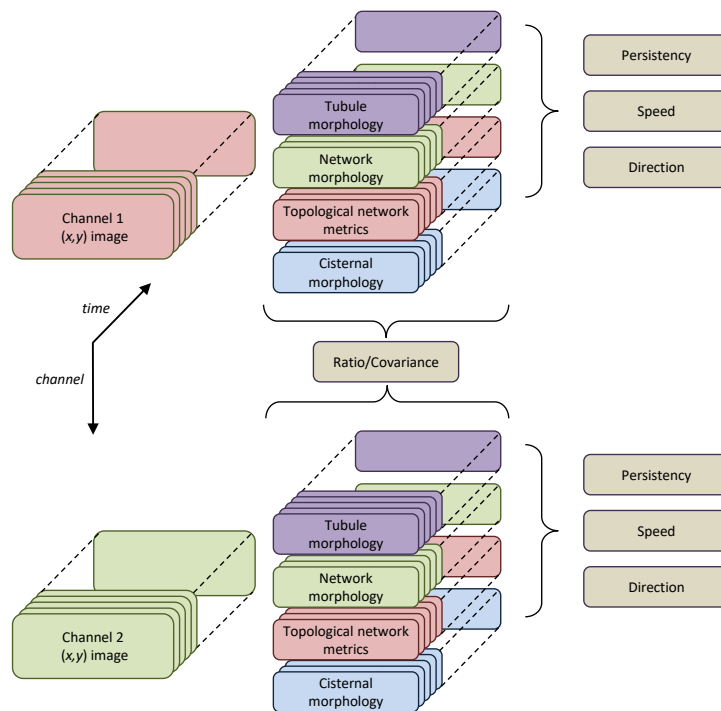 Persistency
Tubule
morphology
Speed
Network
morphology
Direction
Channel 1
(x,y) image
Topological network
metrics
Cisternal morphology
time
Ratio/Covariance
channel
Persistency
Tubule
morphology
Speed
Network
morphology
Direction
Channel 2
(x,y) image
Topological network
metrics
Cisternal morphology